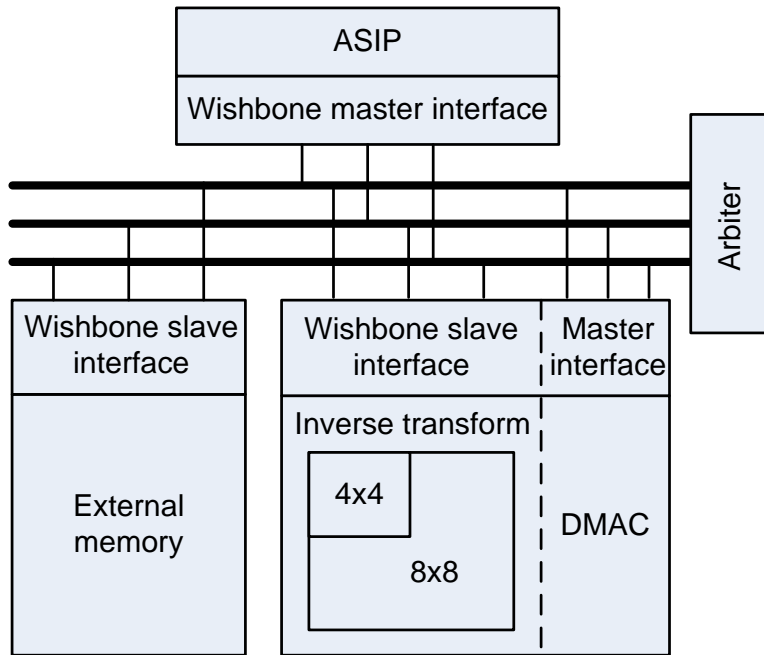 ASIP
Wishbone master interface
Arbiter
Wishbone slave
interface
Wishbone slave
interface
Master
interface
External
memory
Inverse transform
4x4
8x8
DMAC